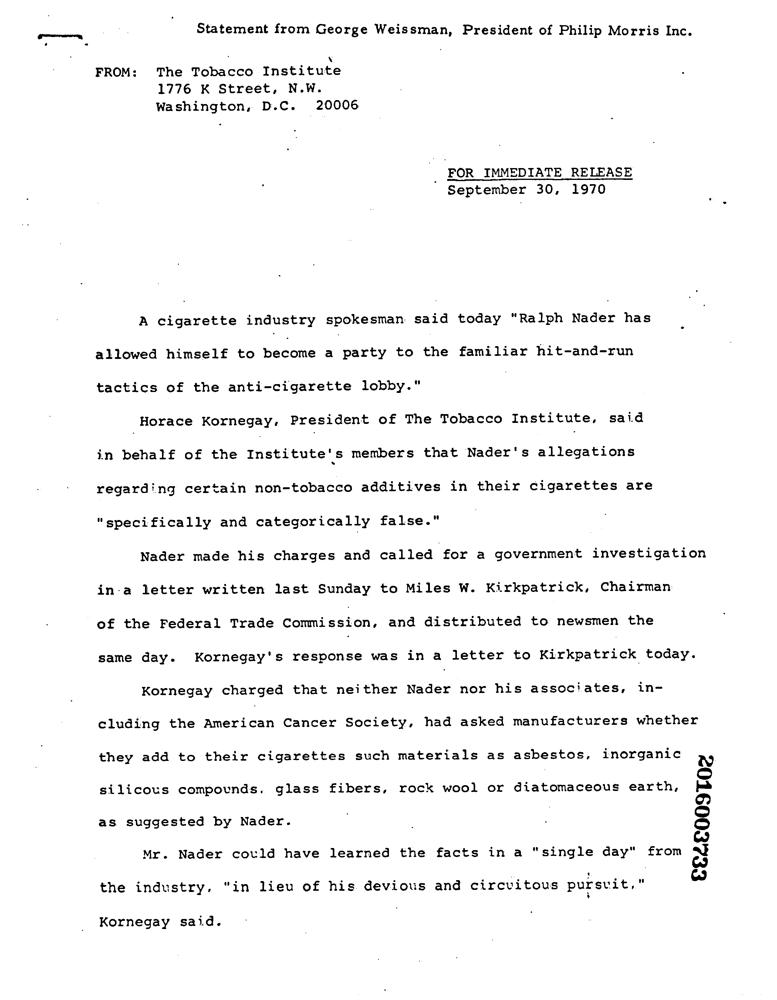 Statement from George Weissman, President of Philip Morris Inc.
FROM: The Tobacco Institute
1776 K Street, N.W.
Washington, D.C. 20006
FOR IMMEDIATE RELEASE
September 30, 1970
A cigarette industry spokesman said today "Ralph Nader has
allowed himself to become a party to the familiar hit-and-run
tactics of the anti-cigarette lobby."
Horace Kornegay, President of The Tobacco Institute, said
in behalf of the Institute's members that Nader's allegations
regarding certain non-tobacco additives in their cigarettes are
"specifically and categorically false."
Nader made his charges and called for a government investigation
in a letter written last Sunday to Miles W. Kirkpatrick, Chairman
of the Federal Trade Commission, and distributed to newsmen the
same day. Kornegay's response was in a letter to Kirkpatrick today.
Kornegay charged that neither Nader nor his associates, in-
cluding the American Cancer Society, had asked manufacturers whether
they add to their cigarettes such materials as asbestos, inorganic
silicous compounds, glass fibers, rock wool or diatomaceous earth,
as suggested by Nader.
Mr. Nader could have learned the facts in a "single day" from
the industry, "in lieu of his devious and circuitous pursuit,"
Kornegay said.
2016003733